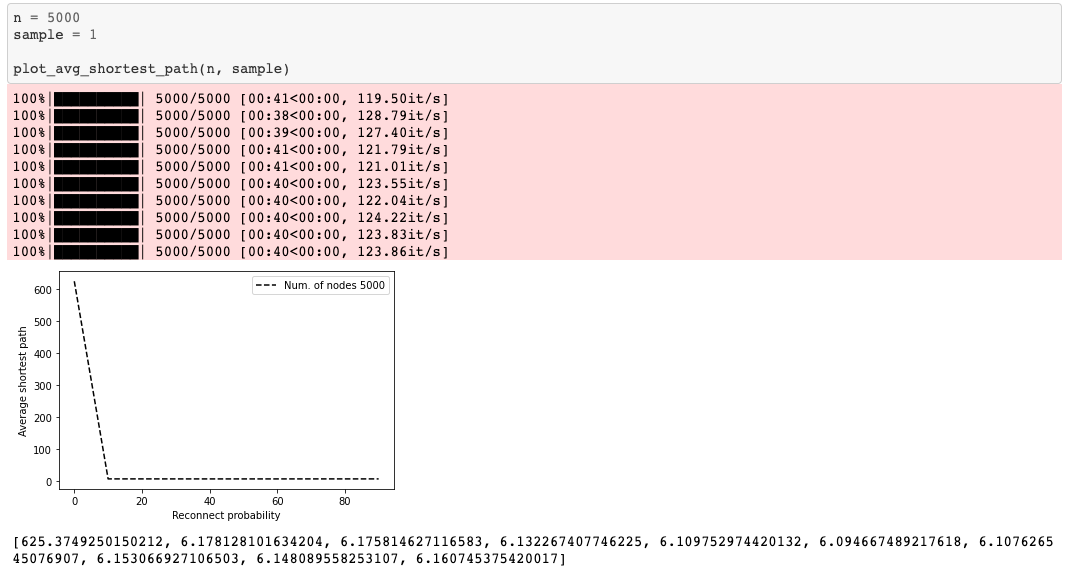 n = 5000
sample = 1
plot_avg_shortest_path(n, sample)
100%|██████████| 5000/5000 [00:41<00:00, 119.50it/s]
100%|██████████| 5000/5000 [00:38<00:00, 128.79it/s]
100%|██████████| 5000/5000 [00:39<00:00, 127.40it/s]
100%|██████████| 5000/5000 [00:41<00:00, 121.79it/s]
100%|██████████| 5000/5000 [00:41<00:00, 121.01it/s]
100%|██████████| 5000/5000 [00:40<00:00, 123.55it/s]
100%|██████████| 5000/5000 [00:40<00:00, 122.04it/s]
100%|██████████| 5000/5000 [00:40<00:00, 124.22it/s]
100%|██████████| 5000/5000 [00:40<00:00, 123.83it/s]
100%|██████████| 5000/5000 [00:40<00:00, 123.86it/s]
Num. of nodes 5000
Average shortest path
600
500
400
300
200
100
0
0 20 40 60 80
Reconnect probability
[625.3749250150212, 6.178128101634204, 6.175814627116583, 6.132267407746225, 6.109752974420132, 6.094667489217618, 6.1076265
45076907, 6.153066927106503, 6.148089558253107, 6.160745375420017]